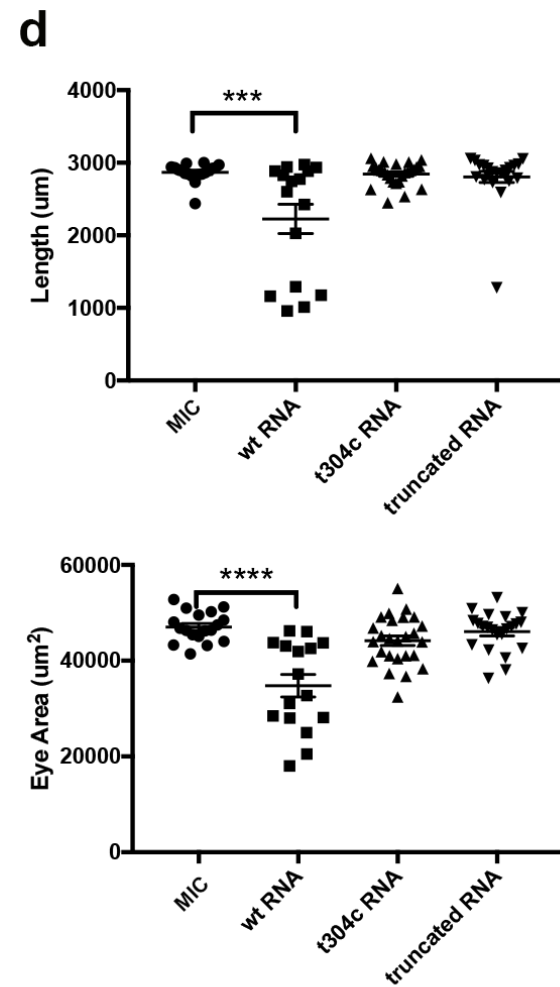 d
Length (um)
4000
3000
2000
1000
0
***
MIC
wt RNA
t304c RNA
truncated RNA
Eye Area (um²)
60000
40000
20000
0
****
MIC
wt RNA
t304c RNA
truncated RNA